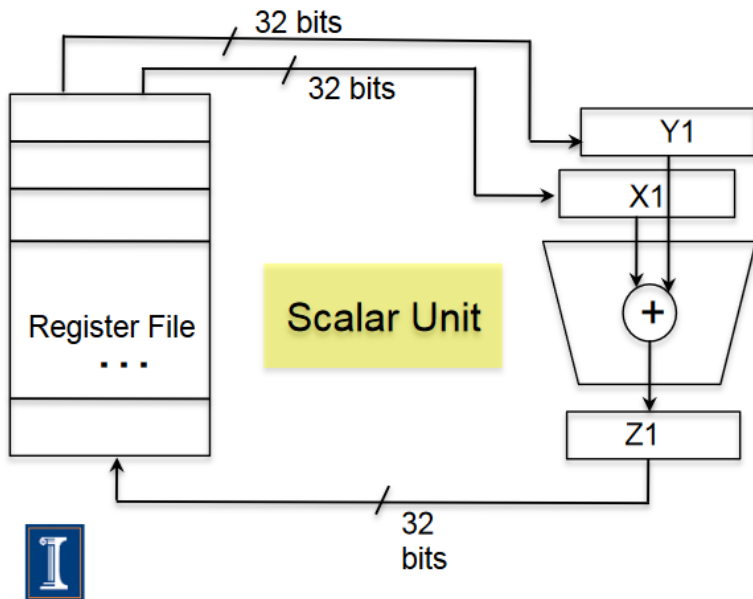 32 bits
32 bits
Y1
X1
+
Register File
. . .
Scalar Unit
Z1
32
bits